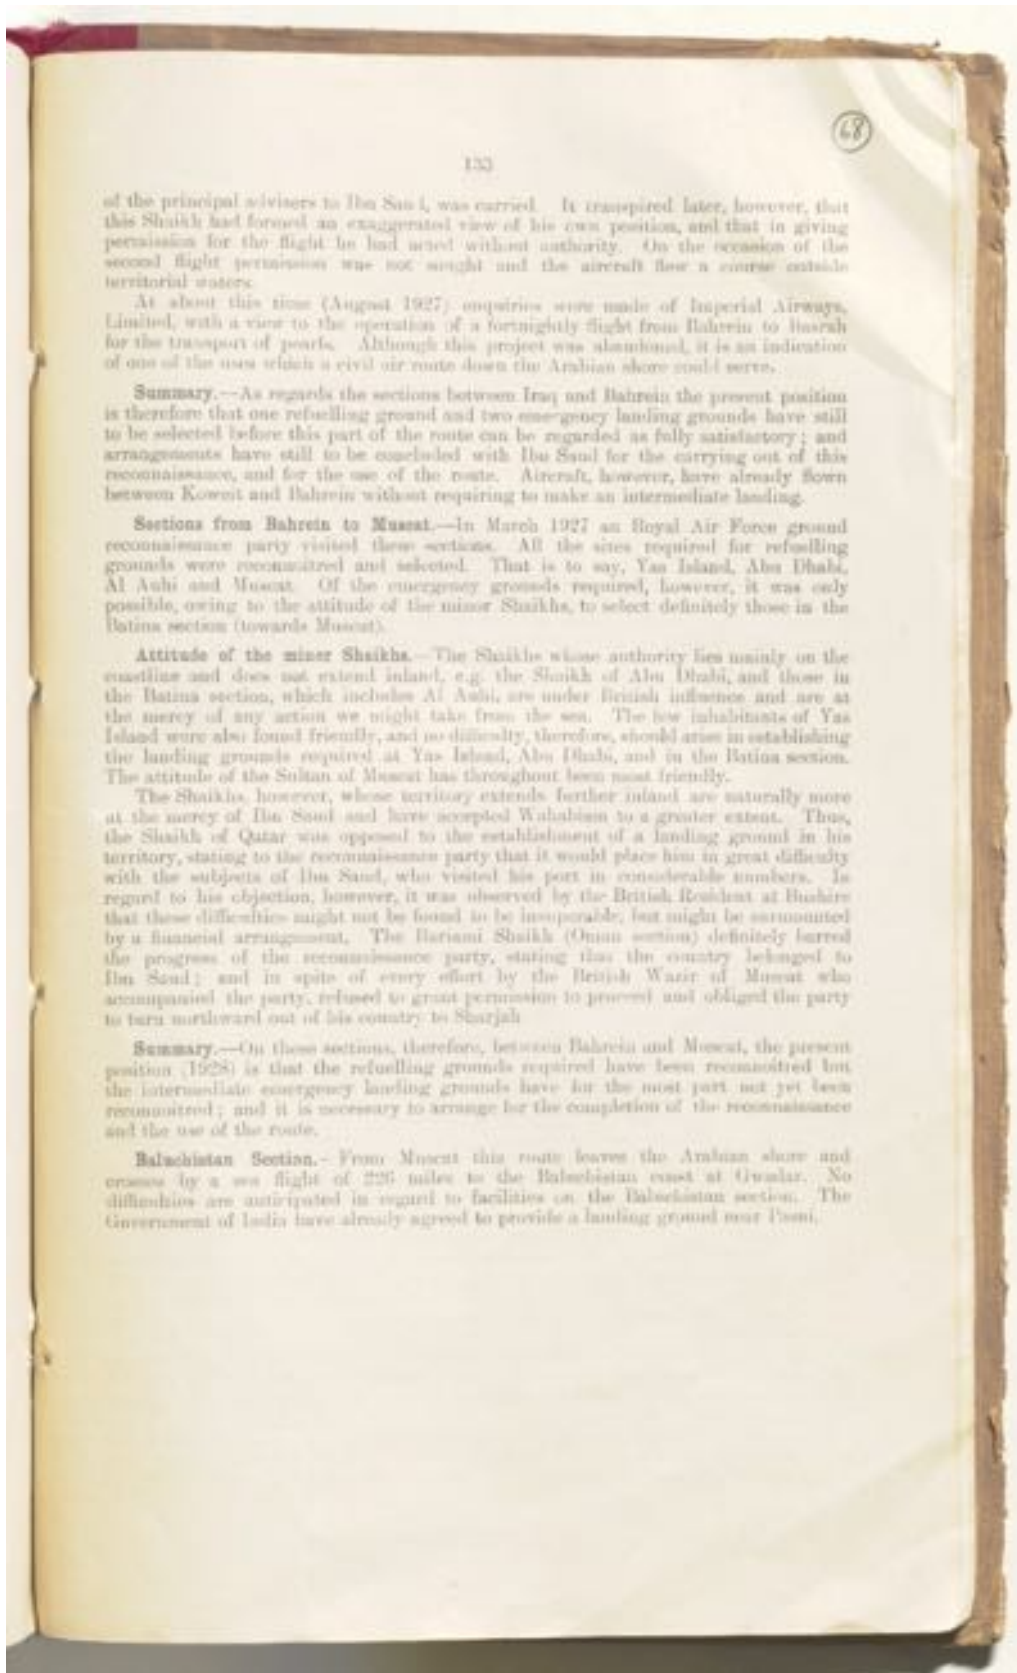 68
133
of the principal advisers to Ibn Saud, was carried. It transpired later, however, that
this Shaikh had formed an exaggerated view of his own position, and that in giving
permission for the flight he had acted without authority. On the occasion of the
second flight permission was not sought and the aircraft flew a course outside
territorial waters.
At about this time (August 1927) enquiries were made of Imperial Airways,
Limited, with a view to the operation of a fortnightly flight from Bahrein to Basrah
for the transport of pearls. Although this project was abandoned, it is an indication
of one of the uses which a civil air route down the Arabian shore could serve.
Summary.—As regards the sections between Iraq and Bahrein the present position
is therefore that one refuelling ground and two emergency landing grounds have still
to be selected before this part of the route can be regarded as fully satisfactory; and
arrangements have still to be concluded with Ibn Saud for the carrying out of this
reconnaissance, and for the use of the route. Aircraft, however, have already flown
between Koweit and Bahrein without requiring to make an intermediate landing.
Sections from Bahrein to Muscat.—In March 1927 an Royal Air Force ground
reconnaissance party visited these sections. All the sites required for refuelling
grounds were reconnoitred and selected. That is to say, Yas Island, Abu Dhabi,
Al Auhi and Muscat. Of the emergency grounds required, however, it was only
possible, owing to the attitude of the minor Shaikhs, to select definitely those in the
Batina section (towards Muscat).
Attitude of the minor Shaikhs.—The Shaikhs whose authority lies mainly on the
coastline and does not extend inland, e.g. the Shaikh of Abu Dhabi, and those in
the Batina section, which includes Al Auhi, are under British influence and are at
the mercy of any action we might take from the sea. The few inhabitants of Yas
Island were also found friendly, and no difficulty, therefore, should arise in establishing
the landing grounds required at Yas Island, Abu Dhabi, and in the Batina section.
The attitude of the Sultan of Muscat has throughout been most friendly.
The Shaikhs, however, whose territory extends further inland are naturally more
at the mercy of Ibn Saud and have accepted Wahabism to a greater extent. Thus,
the Shaikh of Qatar was opposed to the establishment of a landing ground in his
territory, stating to the reconnaissance party that it would place him in great difficulty
with the subjects of Ibn Saud, who visited his port in considerable numbers. In
regard to his objection, however, it was observed by the British Resident at Bushire
that these difficulties might not be found to be insuperable, but might be surmounted
by a financial arrangement. The Bariami Shaikh (Oman section) definitely barred
the progress of the reconnaissance party, stating that the country belonged to
Ibn Saud; and in spite of every effort by the British Wazir of Muscat who
accompanied the party, refused to grant permission to proceed and obliged the party
to turn northward out of his country to Sharjah.
Summary.—On these sections, therefore, between Bahrein and Muscat, the present
position (1928) is that the refuelling grounds required have been reconnoitred but
the intermediate emergency landing grounds have for the most part not yet been
reconnoitred; and it is necessary to arrange for the completion of the reconnaissance
and the use of the route.
Baluchistan Section.—From Muscat this route leaves the Arabian shore and
crosses by a sea flight of 226 miles to the Baluchistan coast at Gwadar. No
difficulties are anticipated in regard to facilities on the Baluchistan section. The
Government of India have already agreed to provide a landing ground near Pasni.